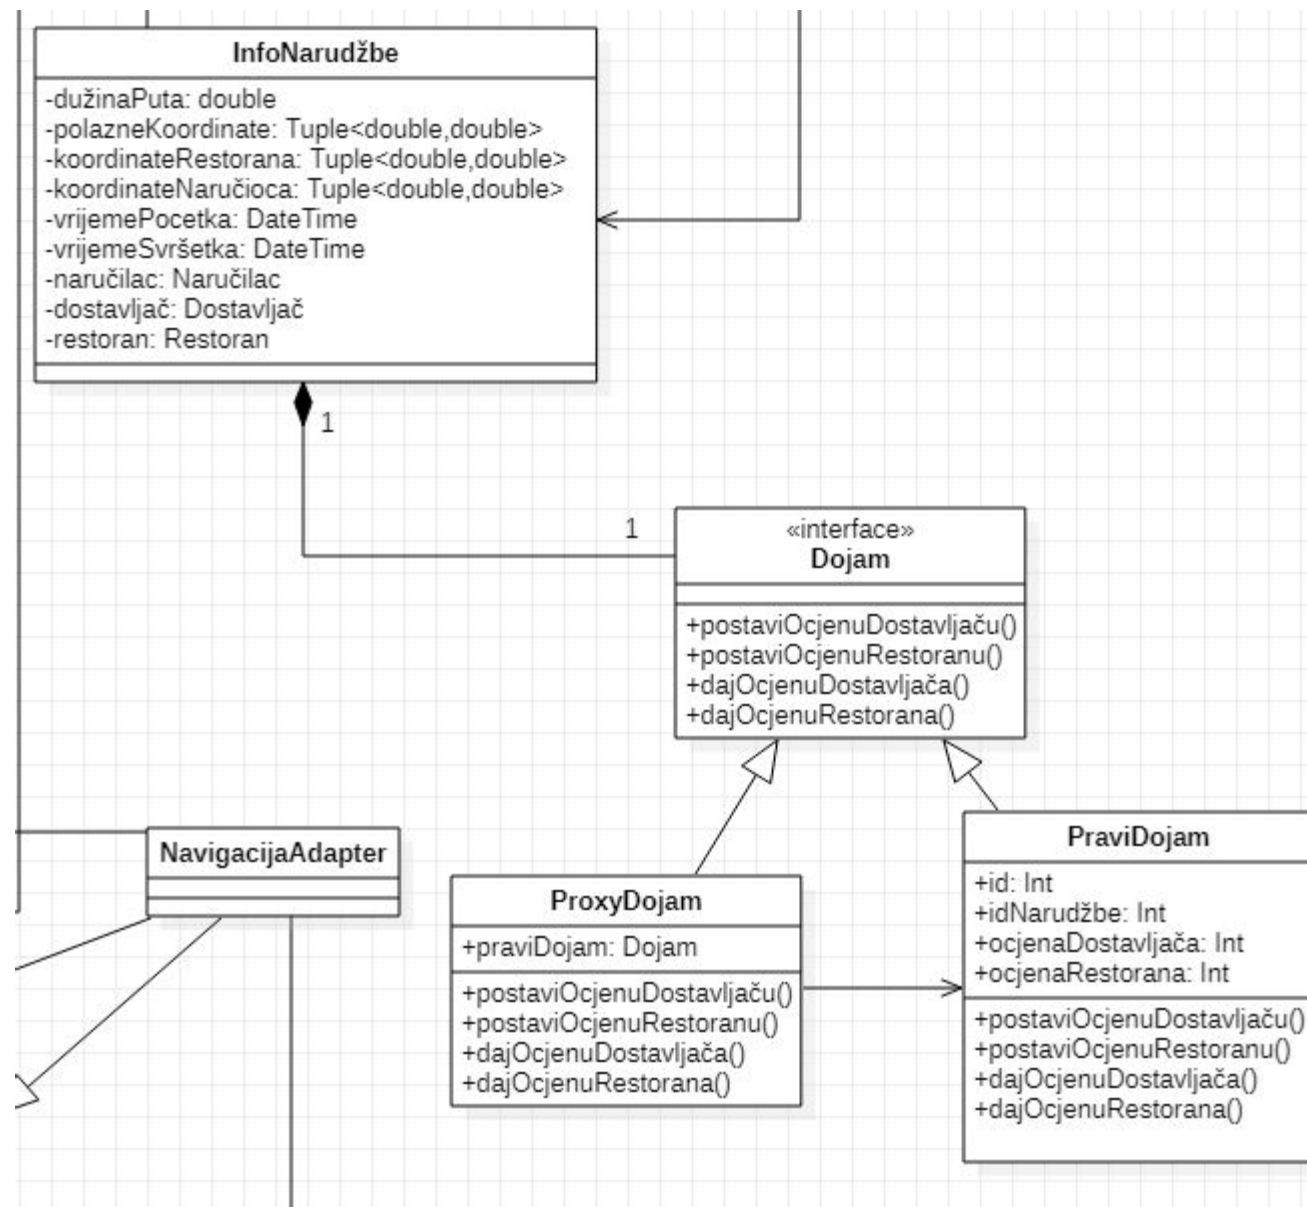 InfoNarudžbe
-dužinaPuta: double
-polazneKoordinate: Tuple<double,double>
-koordinateRestorana: Tuple<double,double>
-koordinateNaručioca: Tuple<double,double>
-vrijemePocetka: DateTime
-vrijemeSvršetka: DateTime
-naručilac: Naručilac
-dostavljač: Dostavljač
-restoran: Restoran
1
1
«interface»
Dojam
+postaviOcjenuDostavljaču()
+postaviOcjenuRestoranu()
+dajOcjenuDostavljača()
+dajOcjenuRestorana()
NavigacijaAdapter
ProxyDojam
+praviDojam: Dojam
+postaviOcjenuDostavljaču()
+postaviOcjenuRestoranu()
+dajOcjenuDostavljača()
+dajOcjenuRestorana()
PraviDojam
+id: Int
+idNarudžbe: Int
+ocjenaDostavljača: Int
+ocjenaRestorana: Int
+postaviOcjenuDostavljaču()
+postaviOcjenuRestoranu()
+dajOcjenuDostavljača()
+dajOcjenuRestorana()